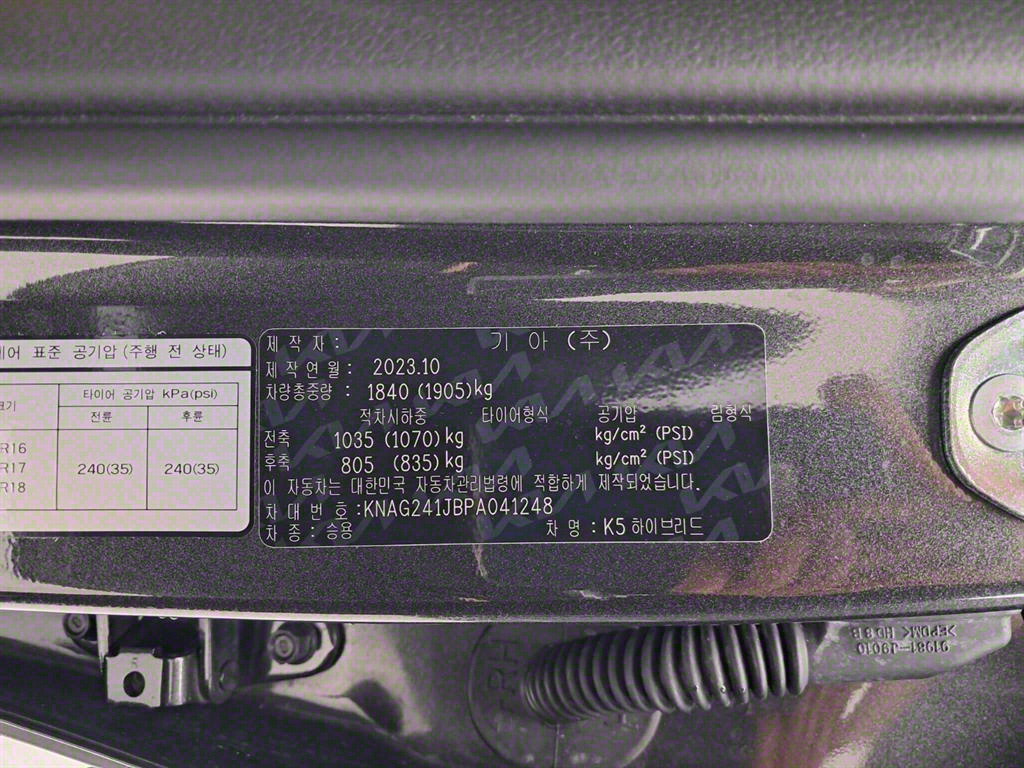 이어 표준 공기압 (주행 전 상태)
타이어 공기압 kPa(psi)
전륜 후륜
R16
R17 240(35) 240(35)
R18
제 작 자 : 기 아 (주)
제 작 연 월 : 2023.10
차량총중량 : 1840 (1905)kg
적차시하중 타이어형식 공기압 림형식
전축 1035 (1070)kg kg/cm² (PSI)
후축 805 (835)kg kg/cm² (PSI)
이 자동차는 대한민국 자동차관리법령에 적합하게 제작되었습니다.
차 대 번 호 : KNAG241JBPA041248
차 종 : 승용 차 명 : K5 하이브리드
91981-J9010
>EPDM< HD B B
5